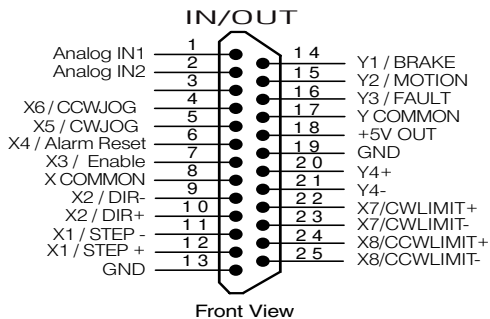 IN/OUT
Analog IN1 1
Analog IN2 2
3
X6 / CCWJOG 4
X5 / CWJOG 5
X4 / Alarm Reset 6
X3 / Enable 7
X COMMON 8
X2 / DIR- 9
X2 / DIR+ 10
X1 / STEP - 11
X1 / STEP + 12
GND 13
14 Y1 / BRAKE
15 Y2 / MOTION
16 Y3 / FAULT
17 Y COMMON
18 +5V OUT
19 GND
20 Y4+
21 Y4-
22 X7/CWLIMIT+
23 X7/CWLIMIT-
24 X8/CCWLIMIT+
25 X8/CCWLIMIT-
Front View